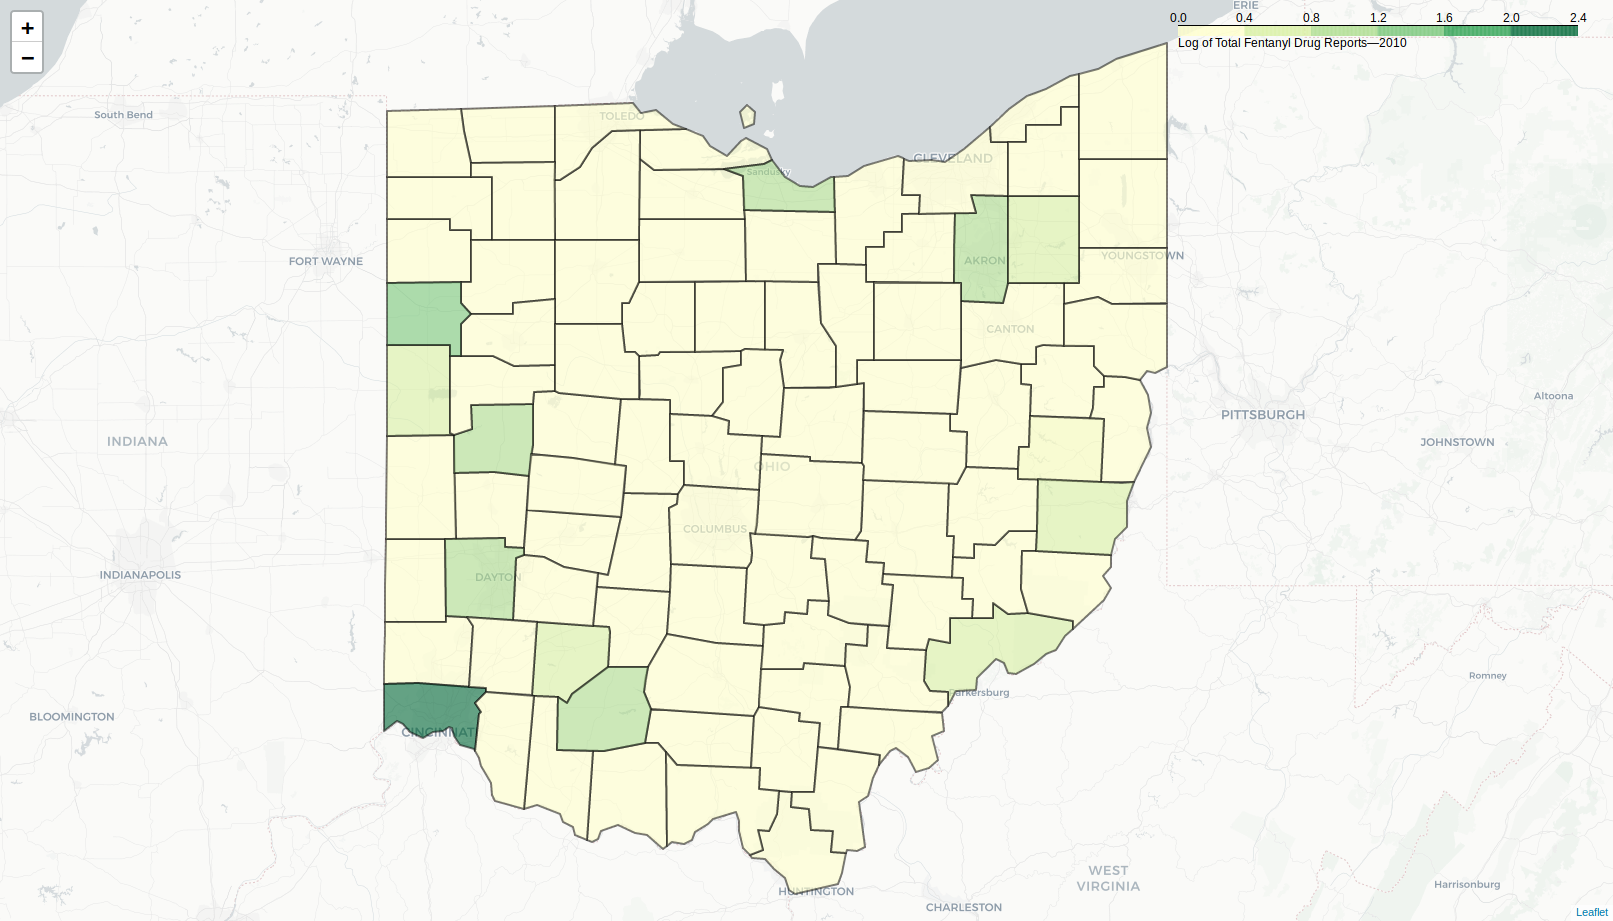 +
−
ERIE
0.0 0.4 0.8 1.2 1.6 2.0 2.4
Log of Total Fentanyl Drug Reports—2010
South Bend
TOLEDO
CLEVELAND
Sandusky
FORT WAYNE
AKRON
YOUNGSTOWN
CANTON
Altoona
PITTSBURGH
INDIANA
JOHNSTOWN
OHIO
COLUMBUS
INDIANAPOLIS
DAYTON
Romney
arkersburg
BLOOMINGTON
CINCINNAT
WEST
VIRGINIA
Harrisonburg
HUNTINGTON
CHARLESTON
Leaflet